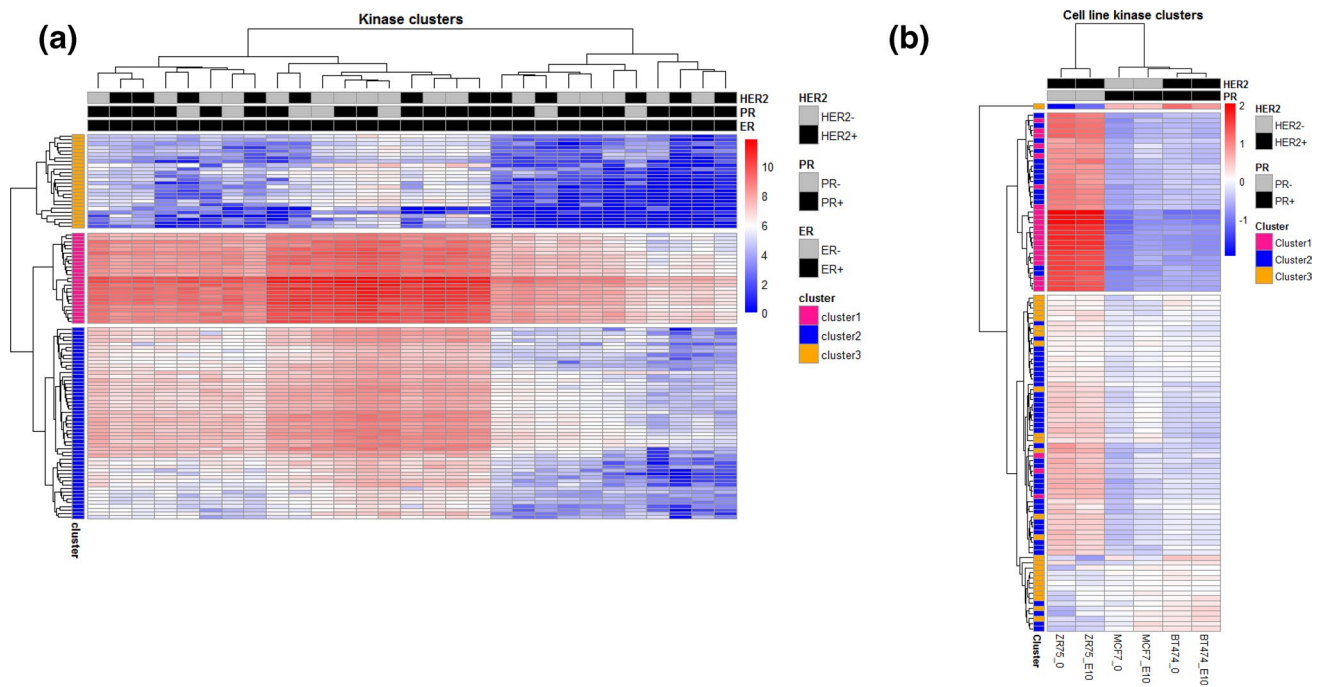 (a)
Kinase clusters
HER2
PR
ER
10
8
6
4
2
0
HER2
HER2-
HER2+
PR
PR-
PR+
ER
ER-
ER+
cluster
cluster1
cluster2
cluster3
cluster
(b)
Cell line kinase clusters
HER2
PR
2
1
0
-1
HER2
HER2-
HER2+
PR
PR-
PR+
Cluster
Cluster1
Cluster2
Cluster3
Cluster
ZR75_0
ZR75_E10
MCF7_0
MCF7_E10
BT474_0
BT474_E10